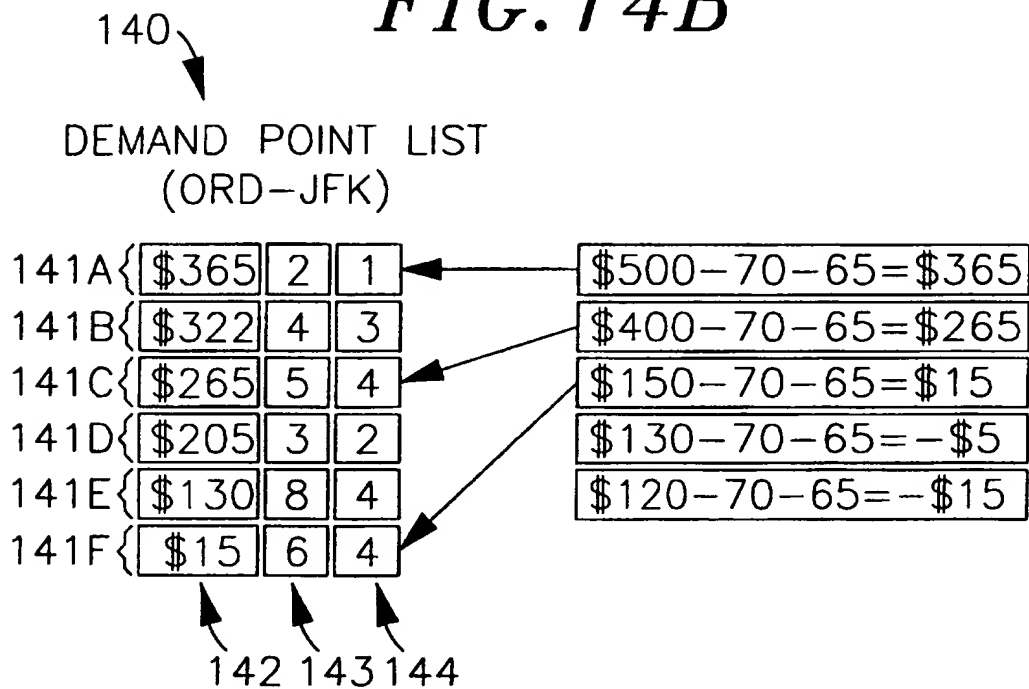 FIG. 14B
140
DEMAND POINT LIST
(ORD-JFK)
141A{ $365 2 1
$500-70-65=$365
141B{ $322 4 3
$400-70-65=$265
141C{ $265 5 4
$150-70-65=$15
141D{ $205 3 2
$130-70-65=-$5
141E{ $130 8 4
$120-70-65=-$15
141F{ $15 6 4
142 143 144